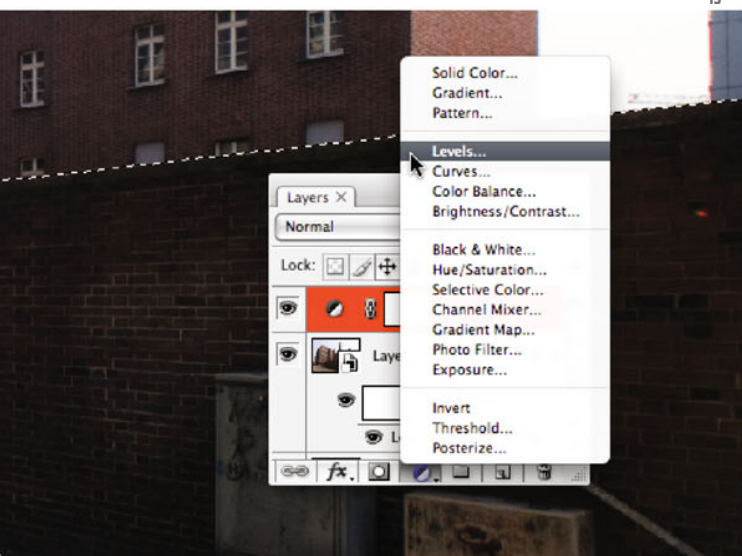 Solid Color...
Gradient...
Pattern...
Levels...
Curves...
Color Balance...
Brightness/Contrast...
Black & White...
Hue/Saturation...
Selective Color...
Channel Mixer...
Gradient Map...
Photo Filter...
Exposure...
Invert
Threshold...
Posterize...
Layers ×
Normal
Lock:
Laye
L
fx.